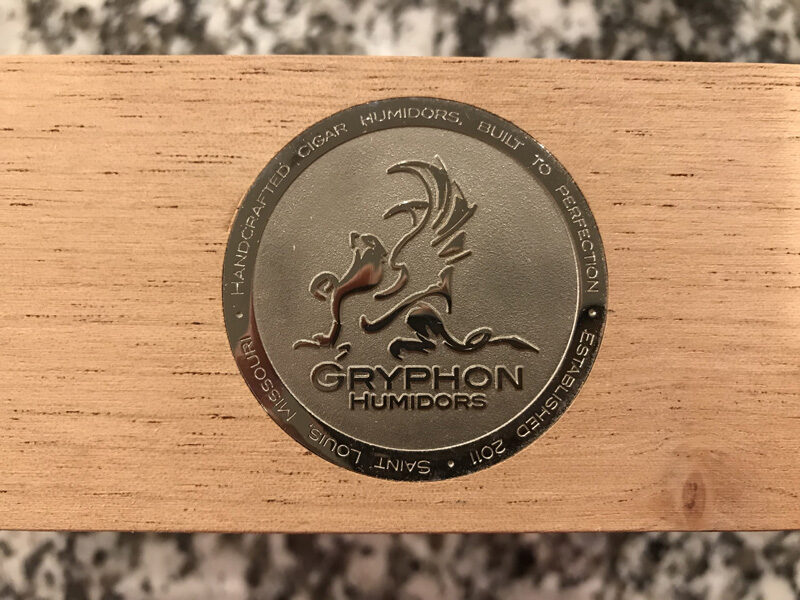 HANDCRAFTED CIGAR HUMIDORS, BUILT TO PERFECTION • ESTABLISHED 2011 • SAINT LOUIS, MISSOURI •
GRYPHON
HUMIDORS